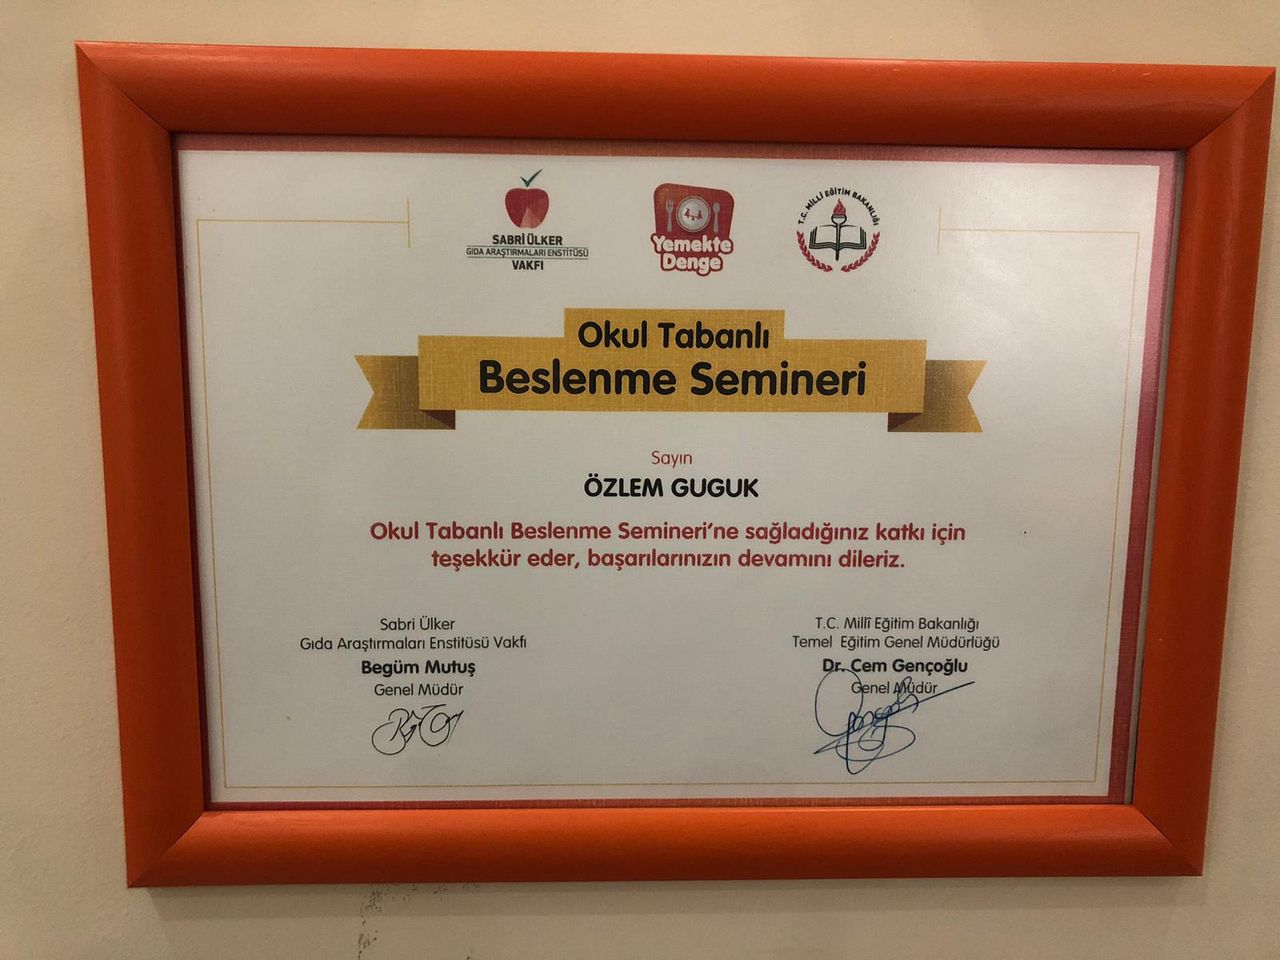 SABRİ ÜLKER
GIDA ARAŞTIRMALARI ENSTİTÜSÜ
VAKFI
Yemekte
Denge
T.C. MİLLÎ EĞİTİM BAKANLIĞI
Okul Tabanlı
Beslenme Semineri
Sayın
ÖZLEM GUGUK
Okul Tabanlı Beslenme Semineri'ne sağladığınız katkı için
teşekkür eder, başarılarınızın devamını dileriz.
Sabri Ülker
Gıda Araştırmaları Enstitüsü Vakfı
Begüm Mutuş
Genel Müdür
T.C. Millî Eğitim Bakanlığı
Temel Eğitim Genel Müdürlüğü
Dr. Cem Gençoğlu
Genel Müdür